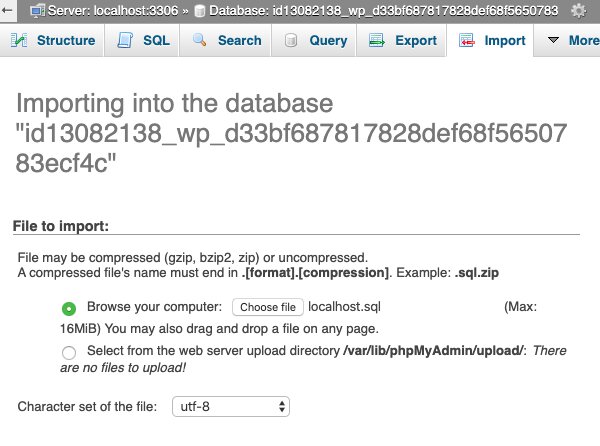 ← Server: localhost:3306 » Database: id13082138_wp_d33bf687817828def68f5650783
Structure SQL Search Query Export Import More
Importing into the database
"id13082138_wp_d33bf687817828def68f56507
83ecf4c"
File to import:
File may be compressed (gzip, bzip2, zip) or uncompressed.
A compressed file's name must end in .[format].[compression]. Example: .sql.zip
Browse your computer: Choose file localhost.sql (Max:
16MiB) You may also drag and drop a file on any page.
Select from the web server upload directory /var/lib/phpMyAdmin/upload/: There
are no files to upload!
Character set of the file: utf-8